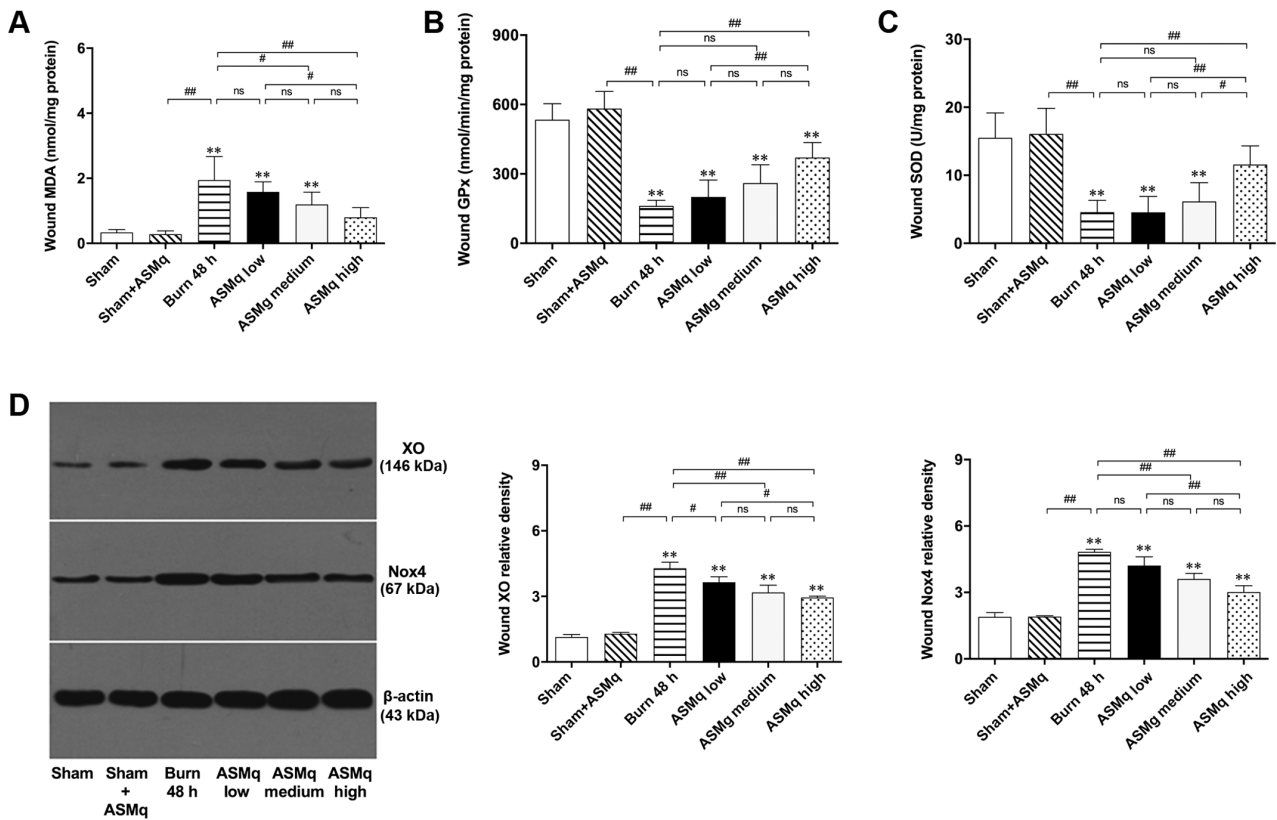 A
Wound MDA (nmol/mg protein)
6
4
2
0
##
#
#
##
ns
ns
ns
**
**
**
Sham
Sham+ASMq
Burn 48 h
ASMq low
ASMg medium
ASMq high
B
Wound GPx (nmol/min/mg protein)
900
600
300
0
##
ns
##
##
ns
ns
ns
**
**
**
**
Sham
Sham+ASMq
Burn 48 h
ASMq low
ASMg medium
ASMq high
C
Wound SOD (U/mg protein)
30
20
10
0
##
ns
##
##
ns
ns
#
**
**
**
Sham
Sham+ASMq
Burn 48 h
ASMq low
ASMg medium
ASMq high
D
XO
(146 kDa)
Nox4
(67 kDa)
β-actin
(43 kDa)
Sham
Sham
+
ASMq
Burn
48 h
ASMq
low
ASMq
medium
ASMq
high
Wound XO relative density
9
6
3
0
##
##
#
##
#
ns
ns
**
**
**
**
Sham
Sham+ASMq
Burn 48 h
ASMq low
ASMg medium
ASMq high
Wound Nox4 relative density
9
6
3
0
##
##
##
##
ns
ns
ns
**
**
**
**
Sham
Sham+ASMq
Burn 48 h
ASMq low
ASMg medium
ASMq high